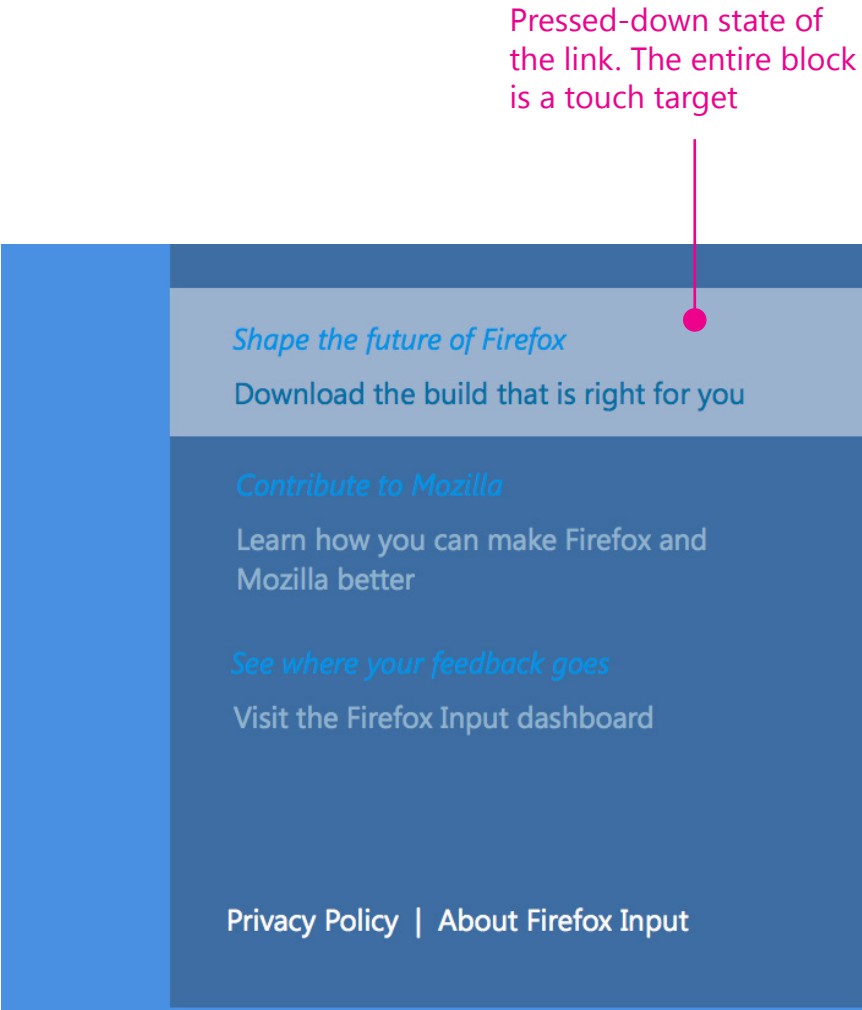 Pressed-down state of
the link. The entire block
is a touch target
Shape the future of Firefox
Download the build that is right for you
Contribute to Mozilla
Learn how you can make Firefox and
Mozilla better
See where your feedback goes
Visit the Firefox Input dashboard
Privacy Policy | About Firefox Input